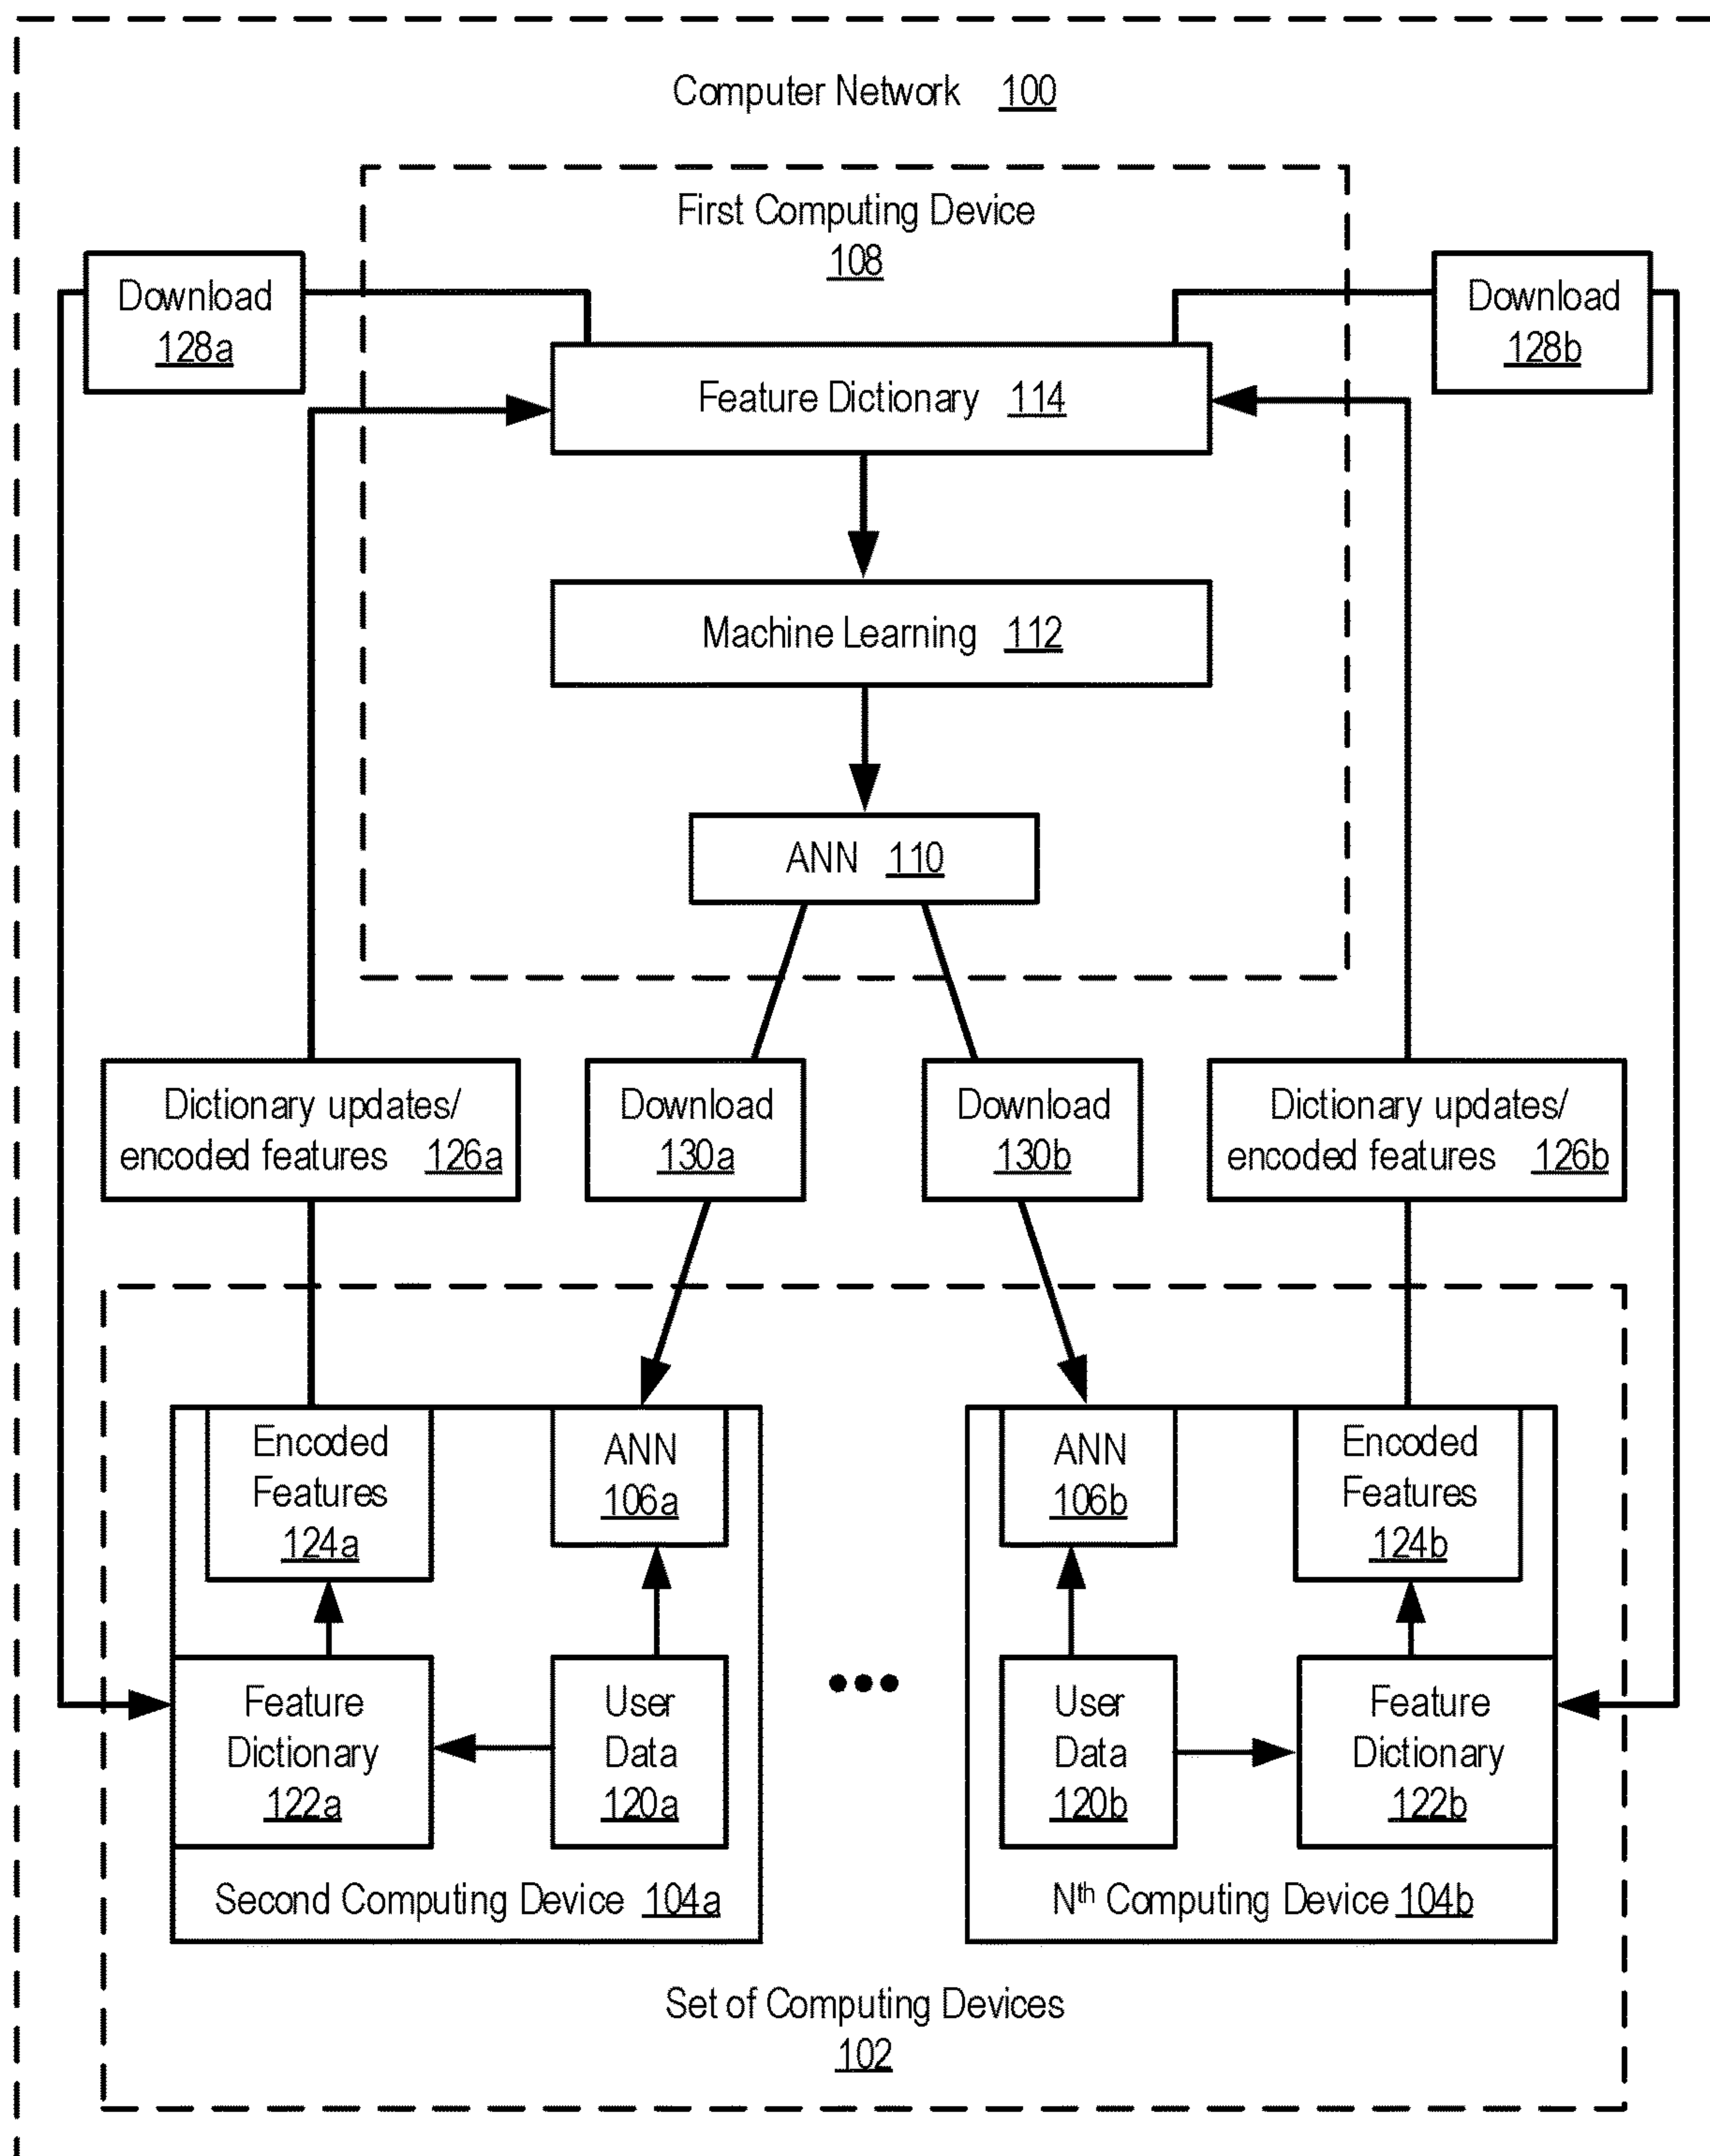 Computer Network 100
First Computing Device
108
Download
128a
Download
128b
Feature Dictionary 114
Machine Learning 112
ANN 110
Dictionary updates/
encoded features 126a
Download
130a
Download
130b
Dictionary updates/
encoded features 126b
Encoded
Features
124a
ANN
106a
ANN
106b
Encoded
Features
124b
Feature
Dictionary
122a
User
Data
120a
User
Data
120b
Feature
Dictionary
122b
Second Computing Device 104a
Nth Computing Device 104b
Set of Computing Devices
102